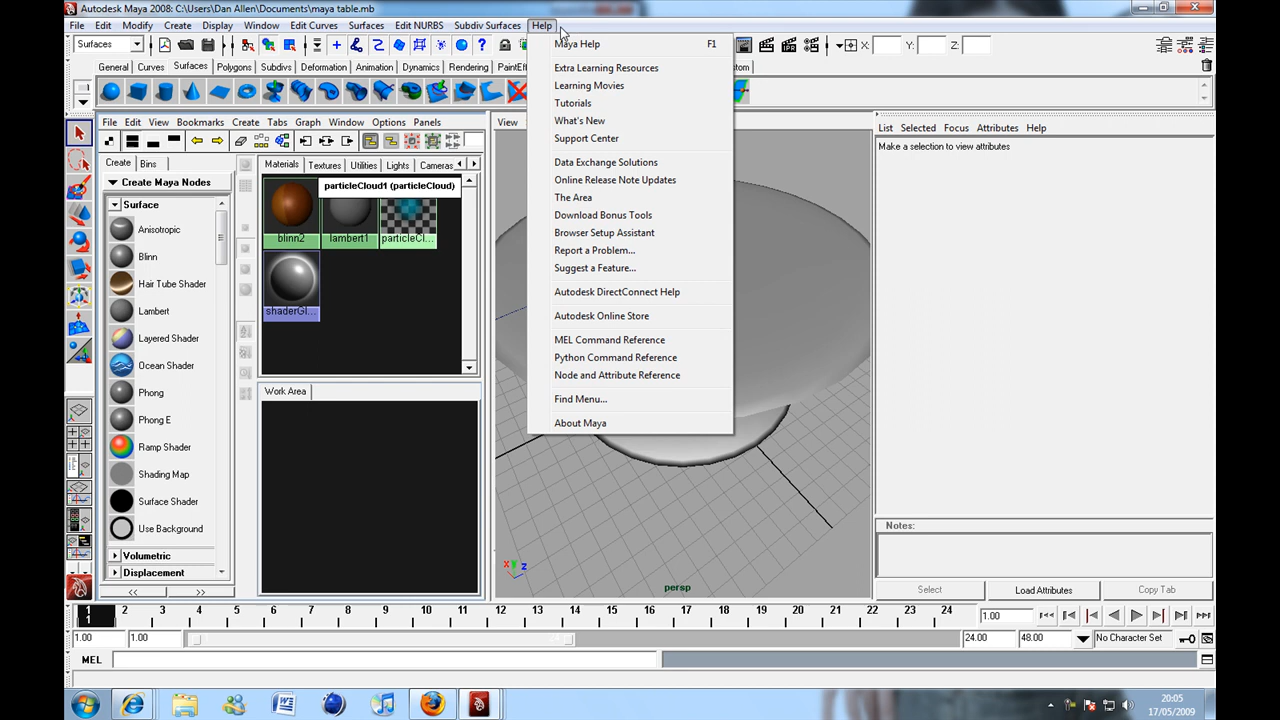 Autodesk Maya 2008: C:\Users\Dan Allen\Documents\maya table.mb
File Edit Modify Create Display Window Edit Curves Surfaces Edit NURBS Subdiv Surfaces Help
Surfaces X: Y: Z:
General Curves Surfaces Polygons Subdivs Deformation Animation Dynamics Rendering
Maya Help F1
Extra Learning Resources
Learning Movies
Tutorials
What's New
Support Center
Data Exchange Solutions
Online Release Note Updates
The Area
Download Bonus Tools
Browser Setup Assistant
Report a Problem...
Suggest a Feature...
Autodesk DirectConnect Help
Autodesk Online Store
MEL Command Reference
Python Command Reference
Node and Attribute Reference
Find Menu...
About Maya
File Edit View Bookmarks Create Tabs Graph Window Options Panels
View
List Selected Focus Attributes Help
Make a selection to view attributes
Create Bins
Create Maya Nodes
Surface
Anisotropic
Blinn
Hair Tube Shader
Lambert
Layered Shader
Ocean Shader
Phong
Phong E
Ramp Shader
Shading Map
Surface Shader
Use Background
Volumetric
Displacement
<< >>
Materials Textures Utilities Lights Cameras
particleCloud1 (particleCloud)
blinn2 lambert1 particleCl...
shaderGl...
Work Area
x y z
persp
Notes:
Select Load Attributes Copy Tab
1 2 3 4 5 6 7 8 9 10 11 12 13 14 15 16 17 18 19 20 21 22 23 24
1
1.00
1.00 1.00 24.00 48.00 No Character Set
MEL
20:05
17/05/2009